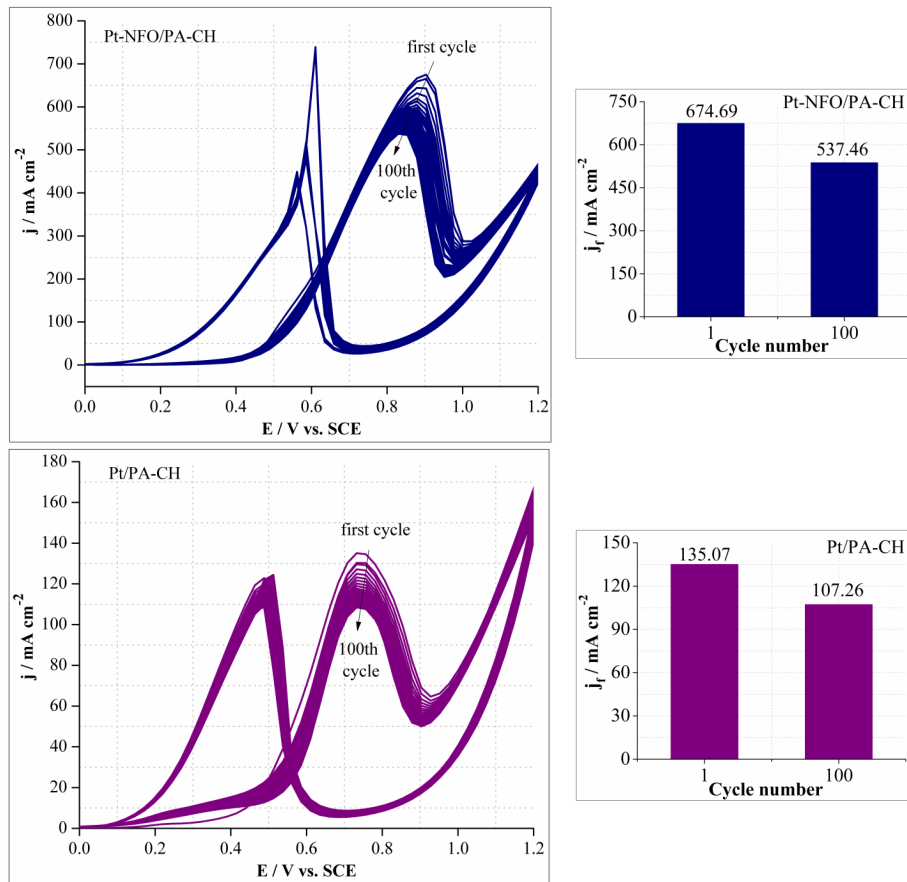 Pt-NFO/PA-CH
first cycle
100th
cycle
j / mA cm-2
800
700
600
500
400
300
200
100
0
0.0 0.2 0.4 0.6 0.8 1.0 1.2
E / V vs. SCE
Pt-NFO/PA-CH
674.69
537.46
jf / mA cm-2
750
600
450
300
150
0
1 100
Cycle number
Pt/PA-CH
first cycle
100th
cycle
j / mA cm-2
180
160
140
120
100
80
60
40
20
0
0.0 0.2 0.4 0.6 0.8 1.0 1.2
E / V vs. SCE
Pt/PA-CH
135.07
107.26
jf / mA cm-2
150
120
90
60
30
0
1 100
Cycle number